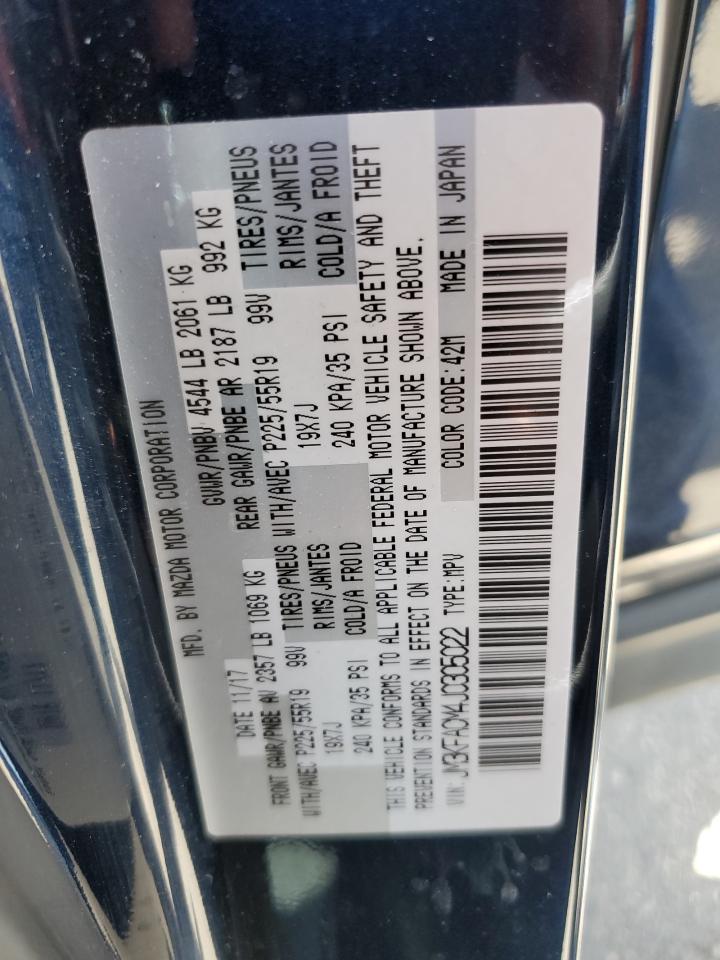 MFD. BY MAZDA MOTOR CORPORATION
DATE 11/17 GVWR/PNBV 4544 LB 2061 KG
FRONT GAWR/PNBE AV 2357 LB 1069 KG REAR GAWR/PNBE AR 2187 LB 992 KG
WITH/AVEC P225/55R19 99V TIRES/PNEUS WITH/AVEC P225/55R19 99V TIRES/PNEUS
19X7J RIMS/JANTES 19X7J RIMS/JANTES
240 KPA/35 PSI COLD/A FROID 240 KPA/35 PSI COLD/A FROID
THIS VEHICLE CONFORMS TO ALL APPLICABLE FEDERAL MOTOR VEHICLE SAFETY AND THEFT
PREVENTION STANDARDS IN EFFECT ON THE DATE OF MANUFACTURE SHOWN ABOVE.
VIN: JM3KFACM4J0305022 TYPE:MPV COLOR CODE:42M MADE IN JAPAN